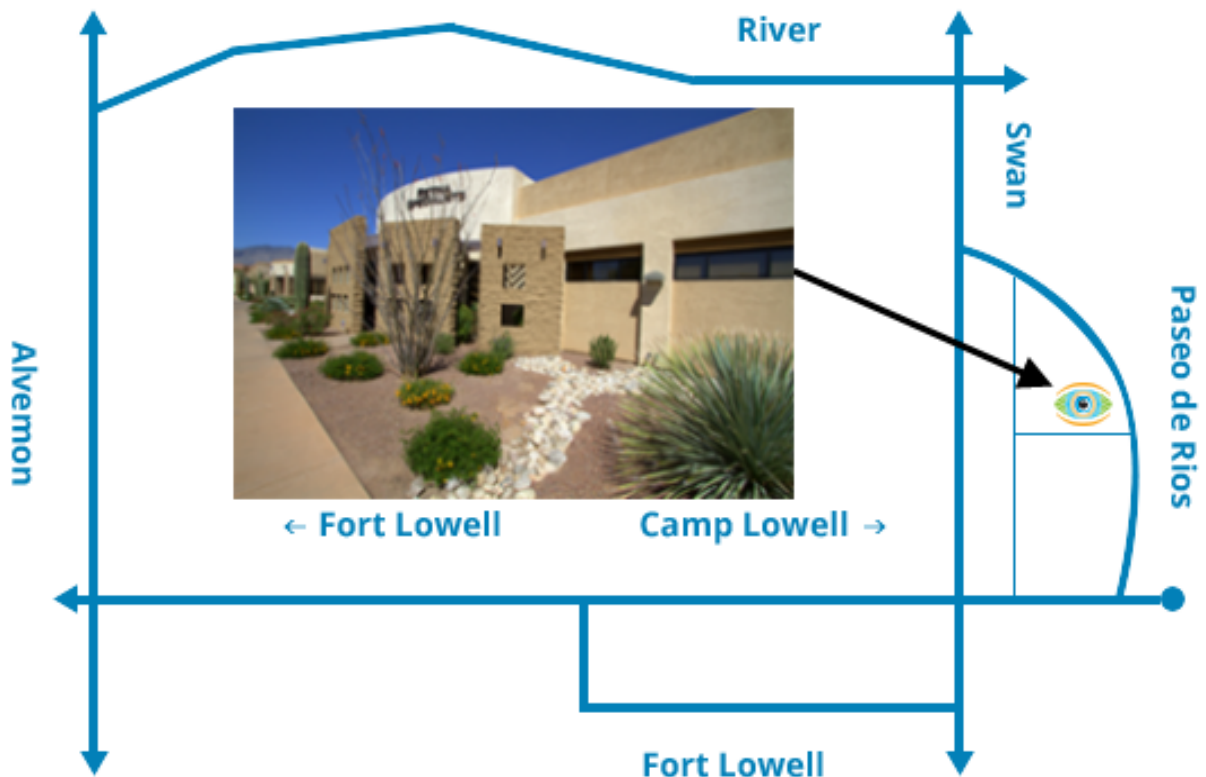 River
Swan
Paseo de Rios
Alvemon
← Fort Lowell
Camp Lowell →
Fort Lowell